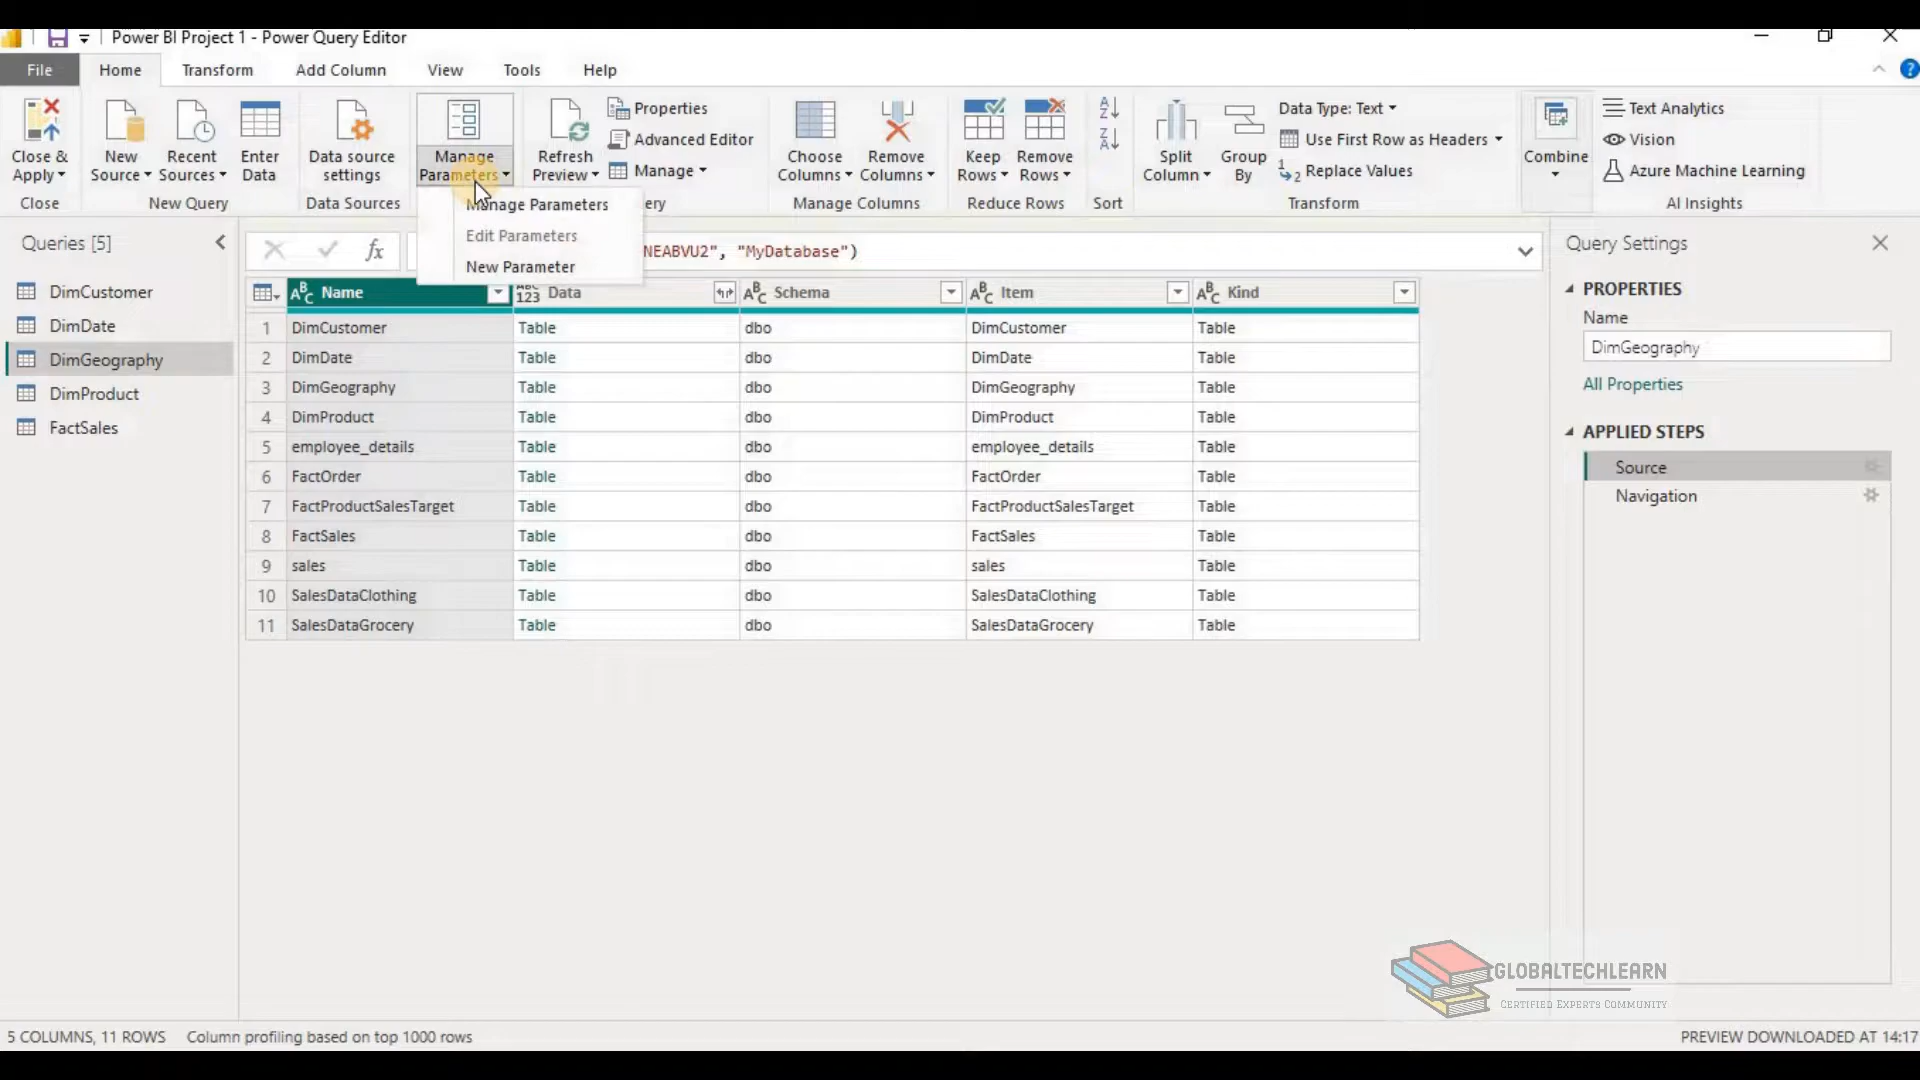 Power BI Project 1 - Power Query Editor
File Home Transform Add Column View Tools Help
Close & Apply
New Source
Recent Sources
Enter Data
Data source settings
Manage Parameters
Refresh Preview
Properties
Advanced Editor
Manage
Choose Columns
Remove Columns
Keep Rows
Remove Rows
Split Column
Group By
Data Type: Text
Use First Row as Headers
Replace Values
Combine
Text Analytics
Vision
Azure Machine Learning
Close New Query Data Sources Manage Columns Reduce Rows Sort Transform AI Insights
Manage Parameters
Edit Parameters
New Parameter
Queries [5]
DimCustomer
DimDate
DimGeography
DimProduct
FactSales
fx
NEABVU2", "MyDatabase")
Name Data Schema Item Kind
1 DimCustomer Table dbo DimCustomer Table
2 DimDate Table dbo DimDate Table
3 DimGeography Table dbo DimGeography Table
4 DimProduct Table dbo DimProduct Table
5 employee_details Table dbo employee_details Table
6 FactOrder Table dbo FactOrder Table
7 FactProductSalesTarget Table dbo FactProductSalesTarget Table
8 FactSales Table dbo FactSales Table
9 sales Table dbo sales Table
10 SalesDataClothing Table dbo SalesDataClothing Table
11 SalesDataGrocery Table dbo SalesDataGrocery Table
Query Settings
PROPERTIES
Name
DimGeography
All Properties
APPLIED STEPS
Source
Navigation
GLOBALTECHLEARN
CERTIFIED EXPERTS COMMUNITY
5 COLUMNS, 11 ROWS Column profiling based on top 1000 rows
PREVIEW DOWNLOADED AT 14:17